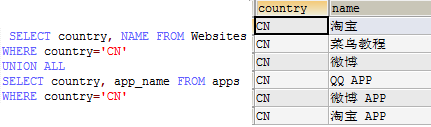 SELECT country, NAME FROM Websites
WHERE country='CN'
UNION ALL
SELECT country, app_name FROM apps
WHERE country='CN'
country name
CN 淘宝
CN 菜鸟教程
CN 微博
CN QQ APP
CN 微博 APP
CN 淘宝 APP